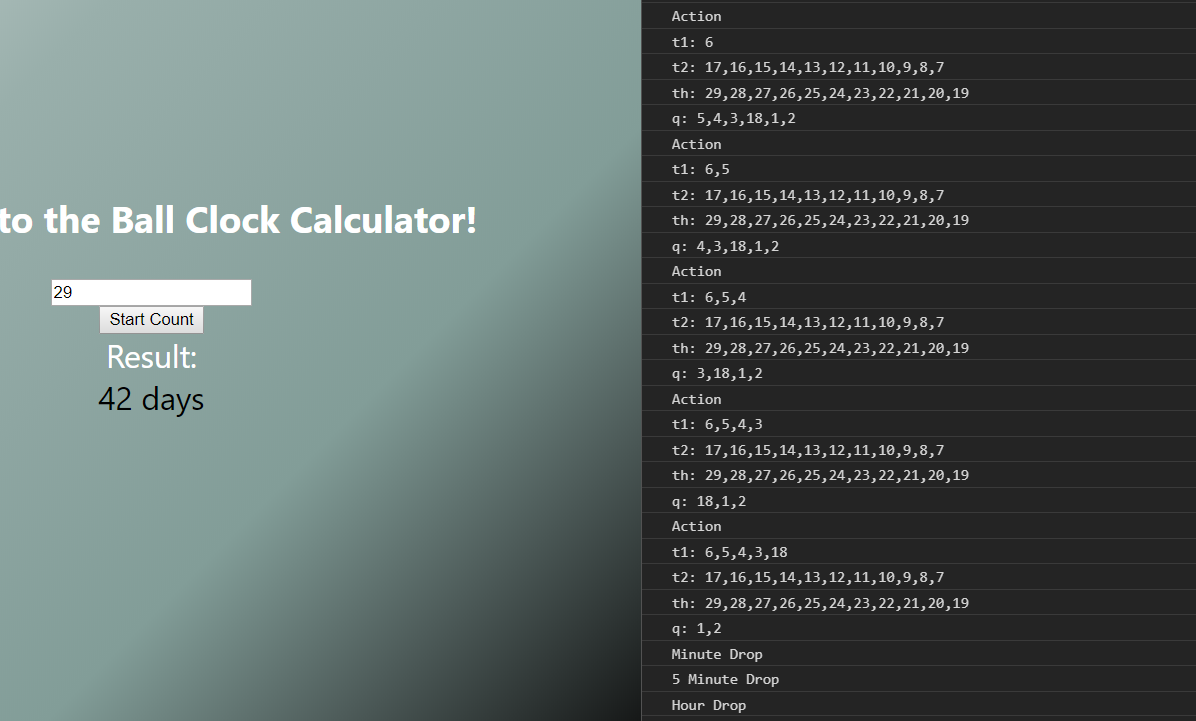 to the Ball Clock Calculator!
29
Start Count
Result:
42 days
Action
t1: 6
t2: 17,16,15,14,13,12,11,10,9,8,7
th: 29,28,27,26,25,24,23,22,21,20,19
q: 5,4,3,18,1,2
Action
t1: 6,5
t2: 17,16,15,14,13,12,11,10,9,8,7
th: 29,28,27,26,25,24,23,22,21,20,19
q: 4,3,18,1,2
Action
t1: 6,5,4
t2: 17,16,15,14,13,12,11,10,9,8,7
th: 29,28,27,26,25,24,23,22,21,20,19
q: 3,18,1,2
Action
t1: 6,5,4,3
t2: 17,16,15,14,13,12,11,10,9,8,7
th: 29,28,27,26,25,24,23,22,21,20,19
q: 18,1,2
Action
t1: 6,5,4,3,18
t2: 17,16,15,14,13,12,11,10,9,8,7
th: 29,28,27,26,25,24,23,22,21,20,19
q: 1,2
Minute Drop
5 Minute Drop
Hour Drop